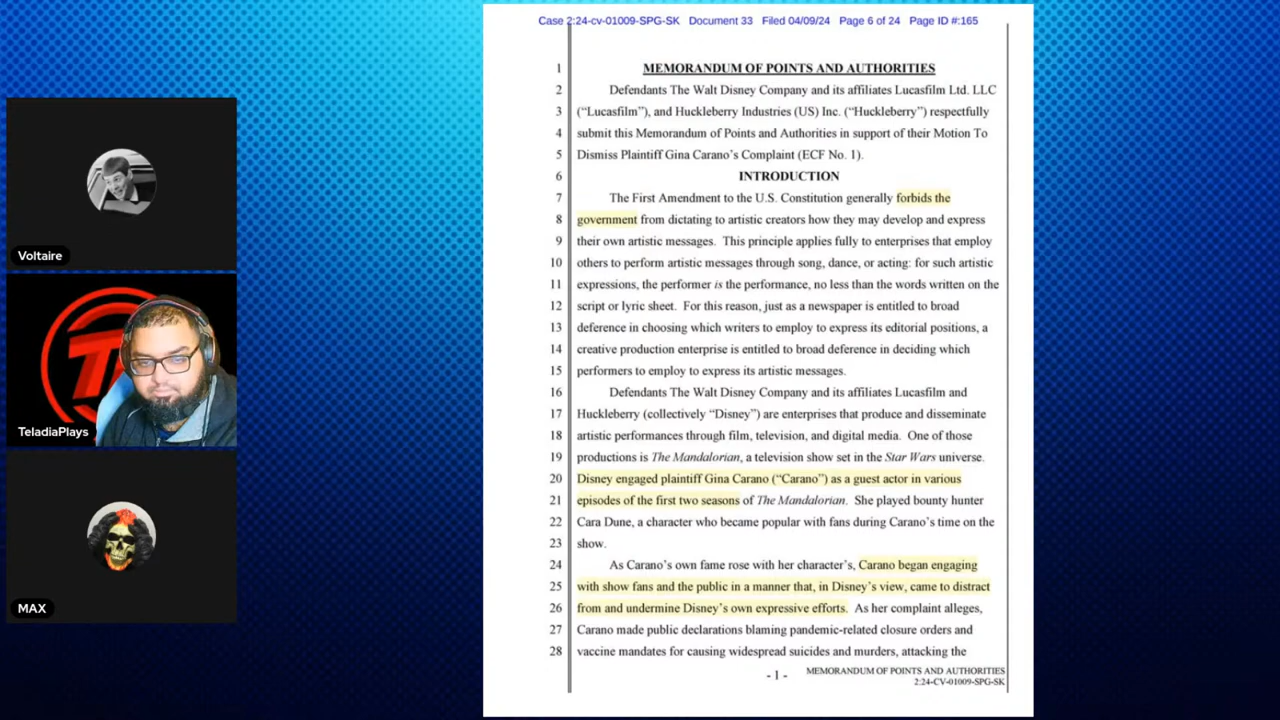 Case 2:24-cv-01009-SPG-SK Document 33 Filed 04/09/24 Page 6 of 24 Page ID #:165
1 MEMORANDUM OF POINTS AND AUTHORITIES
2 Defendants The Walt Disney Company and its affiliates Lucasfilm Ltd. LLC
3 (“Lucasfilm”), and Huckleberry Industries (US) Inc. (“Huckleberry”) respectfully
4 submit this Memorandum of Points and Authorities in support of their Motion To
5 Dismiss Plaintiff Gina Carano’s Complaint (ECF No. 1).
6 INTRODUCTION
7 The First Amendment to the U.S. Constitution generally forbids the
8 government from dictating to artistic creators how they may develop and express
9 their own artistic messages. This principle applies fully to enterprises that employ
10 others to perform artistic messages through song, dance, or acting: for such artistic
11 expressions, the performer is the performance, no less than the words written on the
12 script or lyric sheet. For this reason, just as a newspaper is entitled to broad
13 deference in choosing which writers to employ to express its editorial positions, a
14 creative production enterprise is entitled to broad deference in deciding which
15 performers to employ to express its artistic messages.
16 Defendants The Walt Disney Company and its affiliates Lucasfilm and
17 Huckleberry (collectively “Disney”) are enterprises that produce and disseminate
18 artistic performances through film, television, and digital media. One of those
19 productions is The Mandalorian, a television show set in the Star Wars universe.
20 Disney engaged plaintiff Gina Carano (“Carano”) as a guest actor in various
21 episodes of the first two seasons of The Mandalorian. She played bounty hunter
22 Cara Dune, a character who became popular with fans during Carano’s time on the
23 show.
24 As Carano’s own fame rose with her character’s, Carano began engaging
25 with show fans and the public in a manner that, in Disney’s view, came to distract
26 from and undermine Disney’s own expressive efforts. As her complaint alleges,
27 Carano made public declarations blaming pandemic-related closure orders and
28 vaccine mandates for causing widespread suicides and murders, attacking the
- 1 - MEMORANDUM OF POINTS AND AUTHORITIES
2:24-CV-01009-SPG-SK
Voltaire
TeladiaPlays
MAX